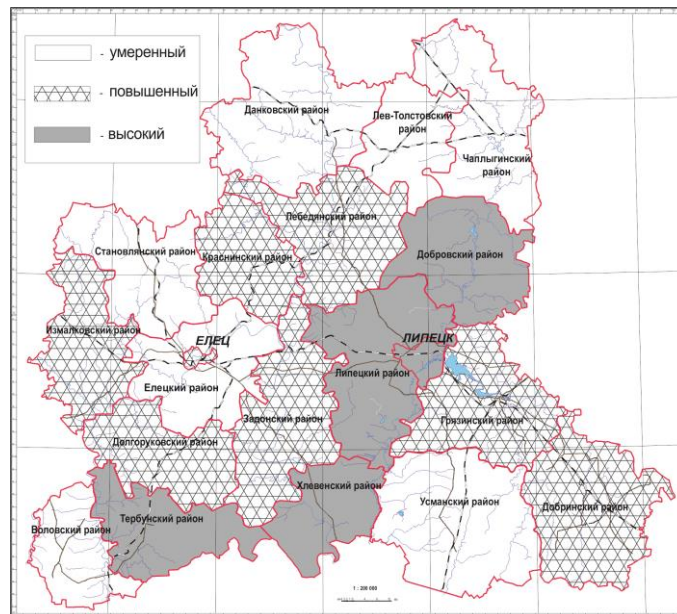 - умеренный
- повышенный
- высокий
Данковский район
Лев-Толстовский
район
Чаплыгинский
район
Лебединский район
Становлянский район
Краснинский район
Добровский район
Измалковский район
ЕЛЕЦ
ЛИПЕЦК
Липецкий район
Елецкий район
Задонский район
Грязинский район
Долгоруковский район
Хлевенский район
Усманский район
Добринский район
Тербунский район
Воловский район
1 : 200 000